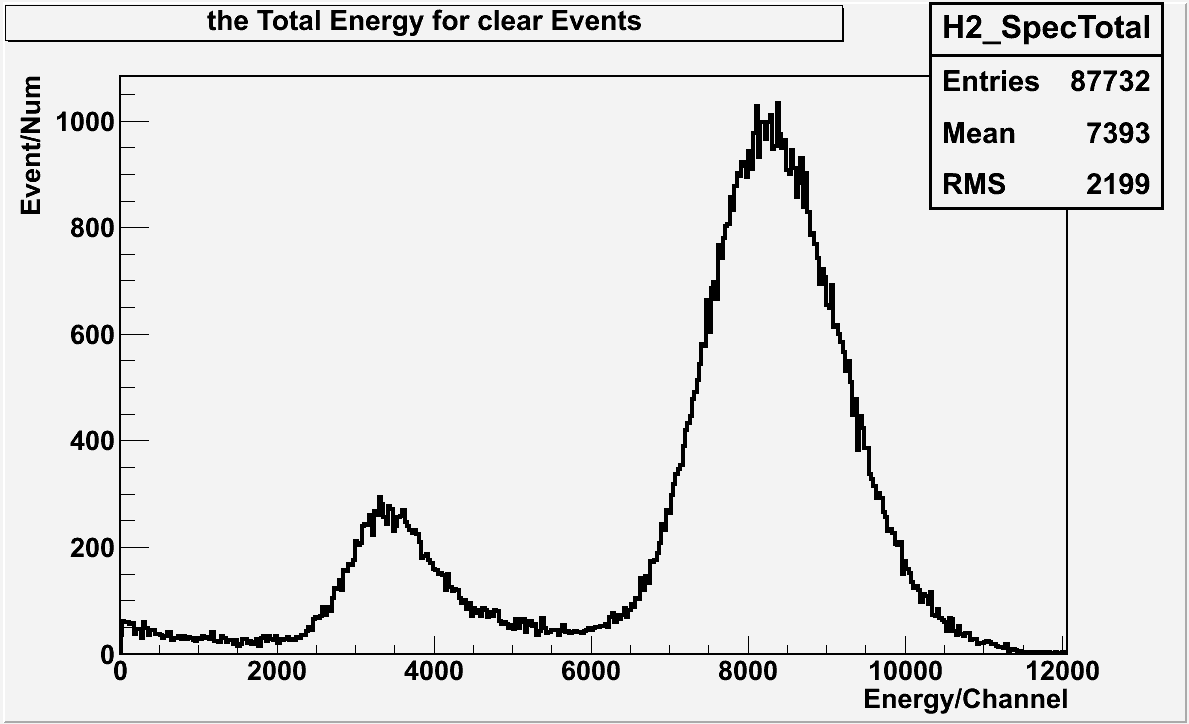 the Total Energy for clear Events
H2_SpecTotal
Entries 87732
Mean 7393
RMS 2199
Event/Num
1000
800
600
400
200
0
0 2000 4000 6000 8000 10000 12000
Energy/Channel